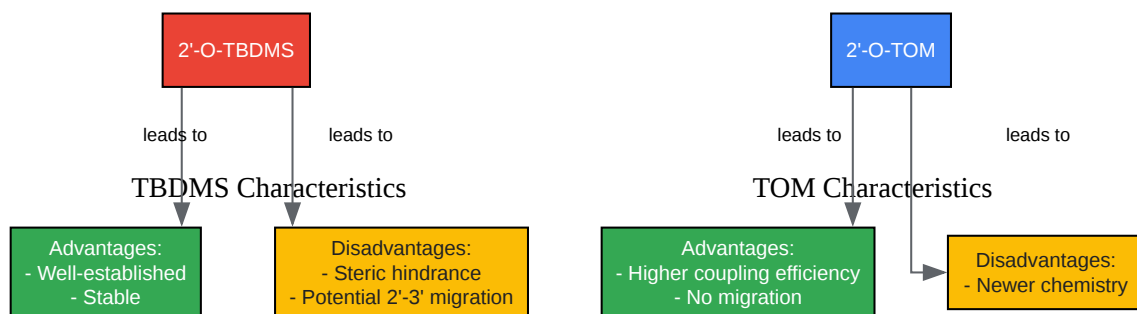 2'-O-TBDMS
2'-O-TOM
leads to
leads to
leads to
leads to
TBDMS Characteristics
TOM Characteristics
Advantages:
- Well-established
- Stable
Disadvantages:
- Steric hindrance
- Potential 2'-3' migration
Advantages:
- Higher coupling efficiency
- No migration
Disadvantages:
- Newer chemistry